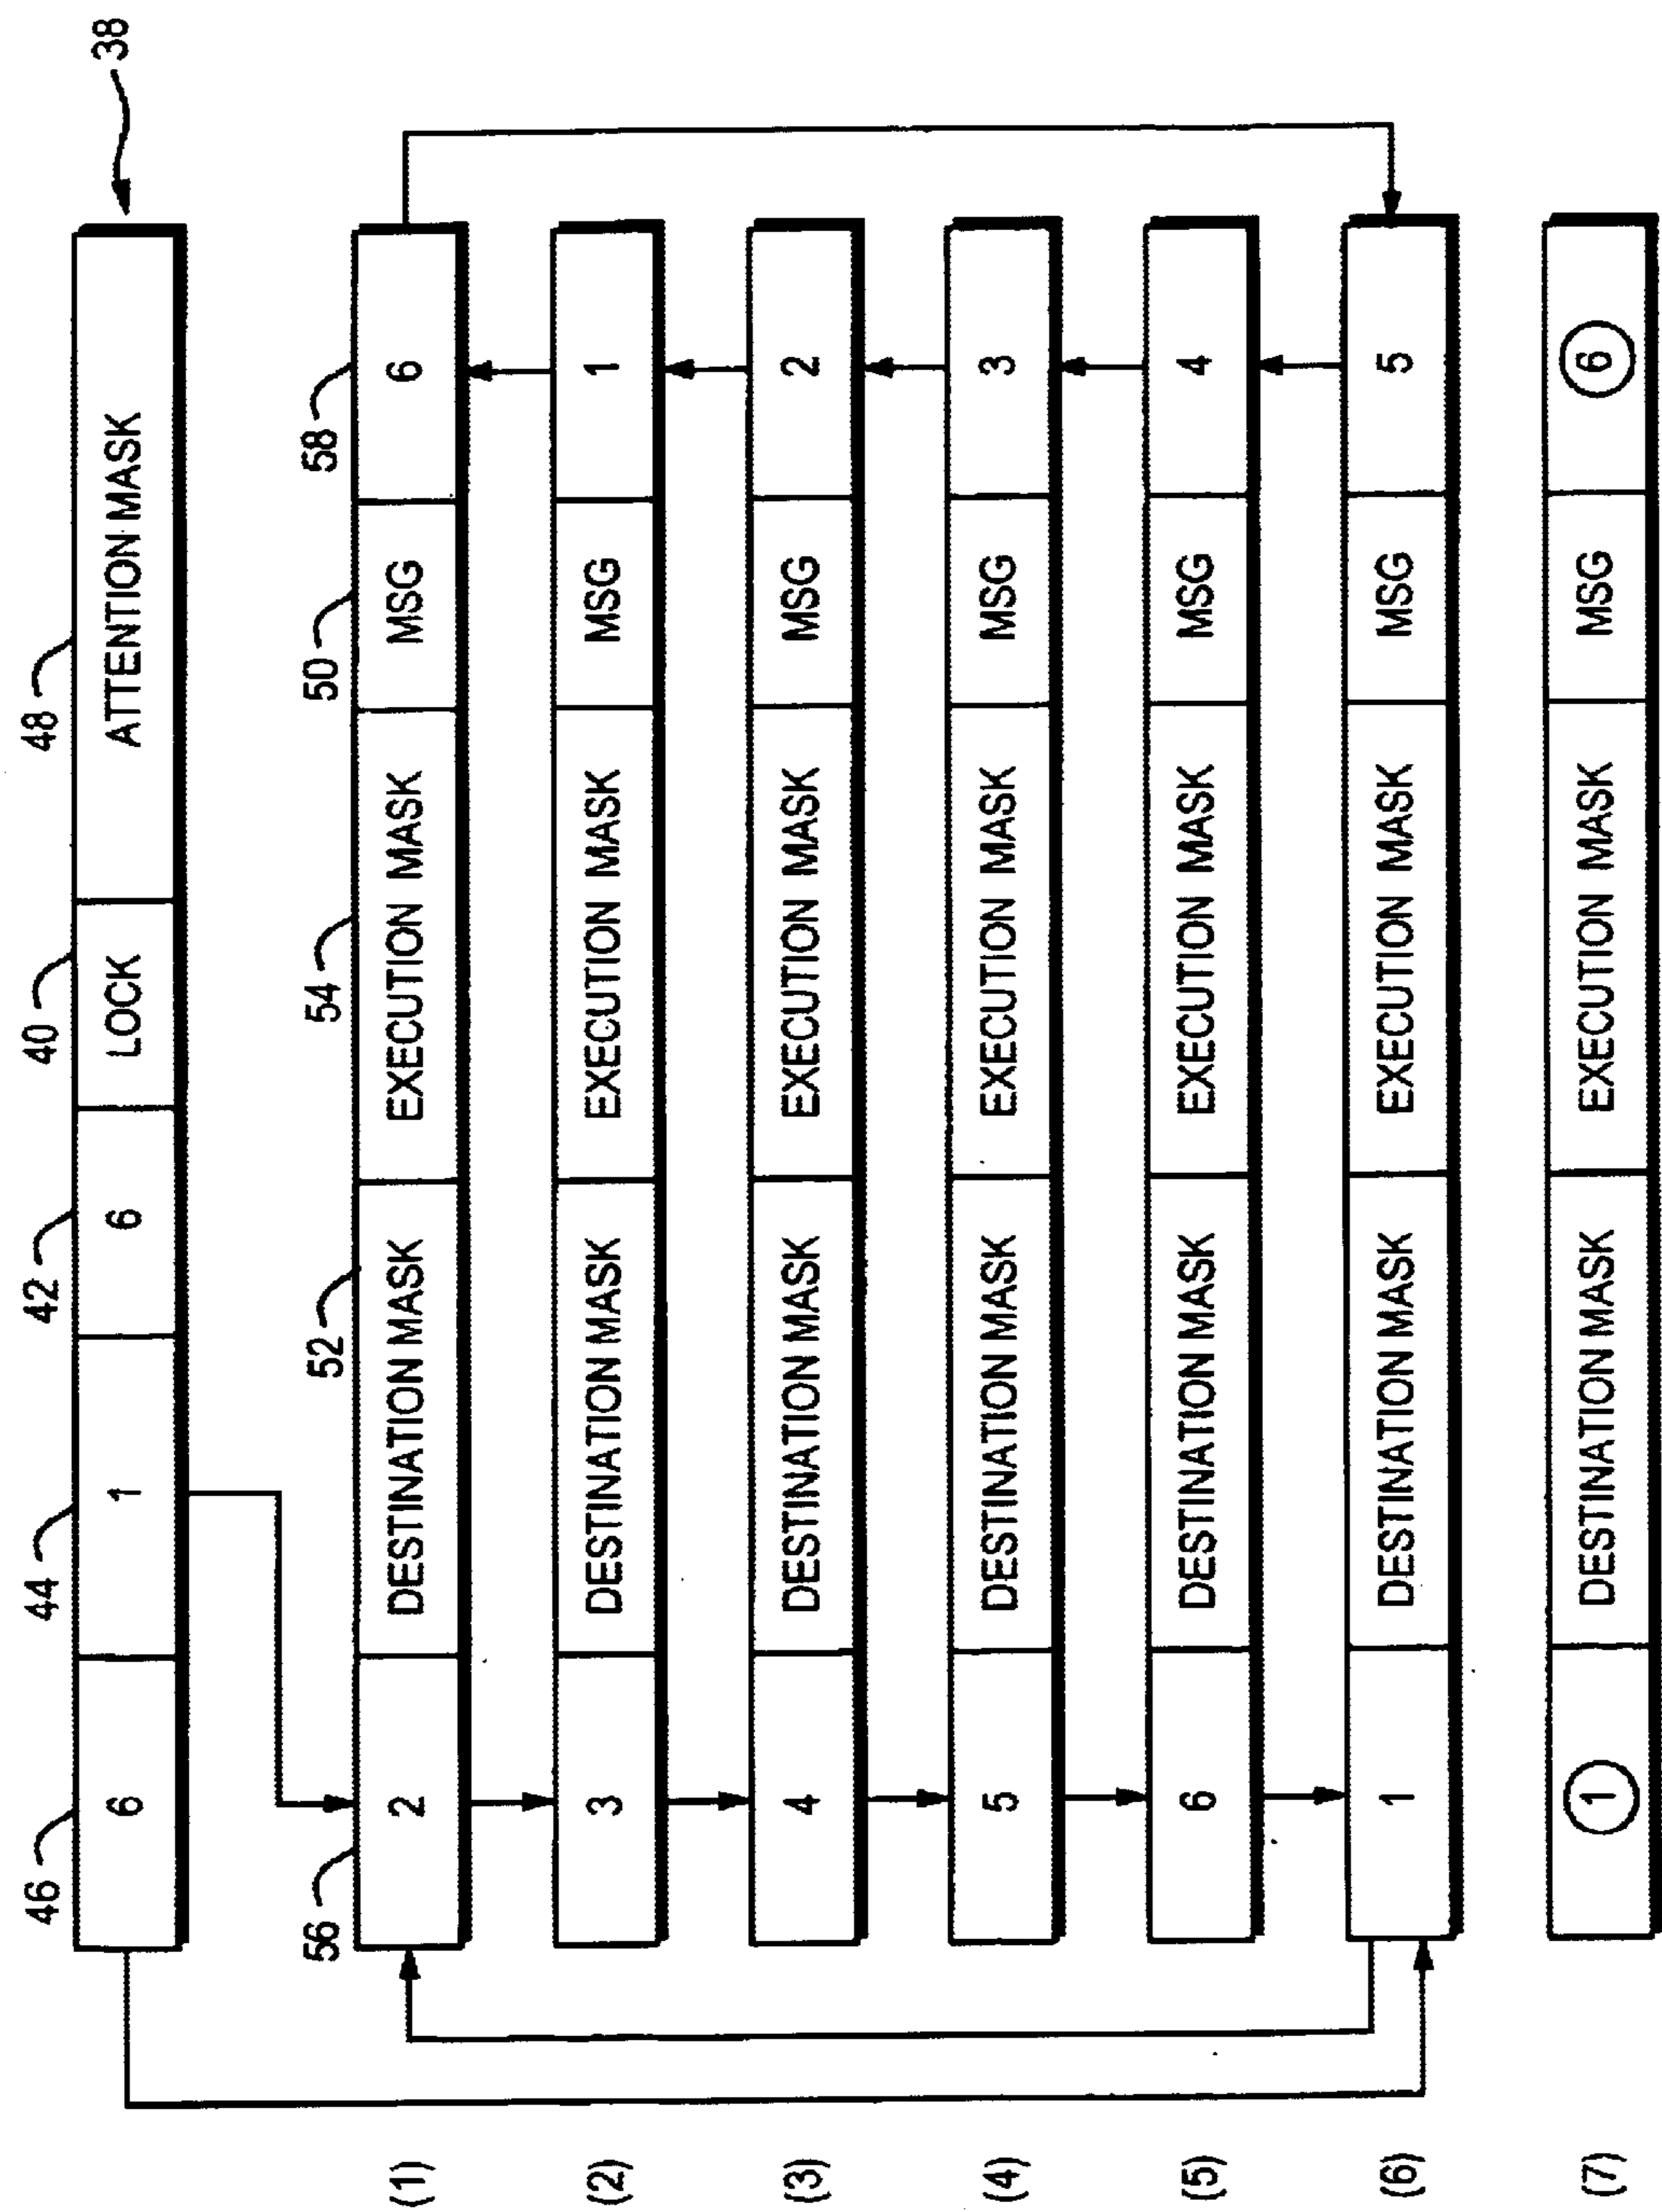 46 44 42 40 48
6 1 6 LOCK ATTENTION MASK 38
56 52 54 50 58
(1) 2 DESTINATION MASK EXECUTION MASK MSG 6
(2) 3 DESTINATION MASK EXECUTION MASK MSG 1
(3) 4 DESTINATION MASK EXECUTION MASK MSG 2
(4) 5 DESTINATION MASK EXECUTION MASK MSG 3
(5) 6 DESTINATION MASK EXECUTION MASK MSG 4
(6) 1 DESTINATION MASK EXECUTION MASK MSG 5
(7) 1 DESTINATION MASK EXECUTION MASK MSG 6